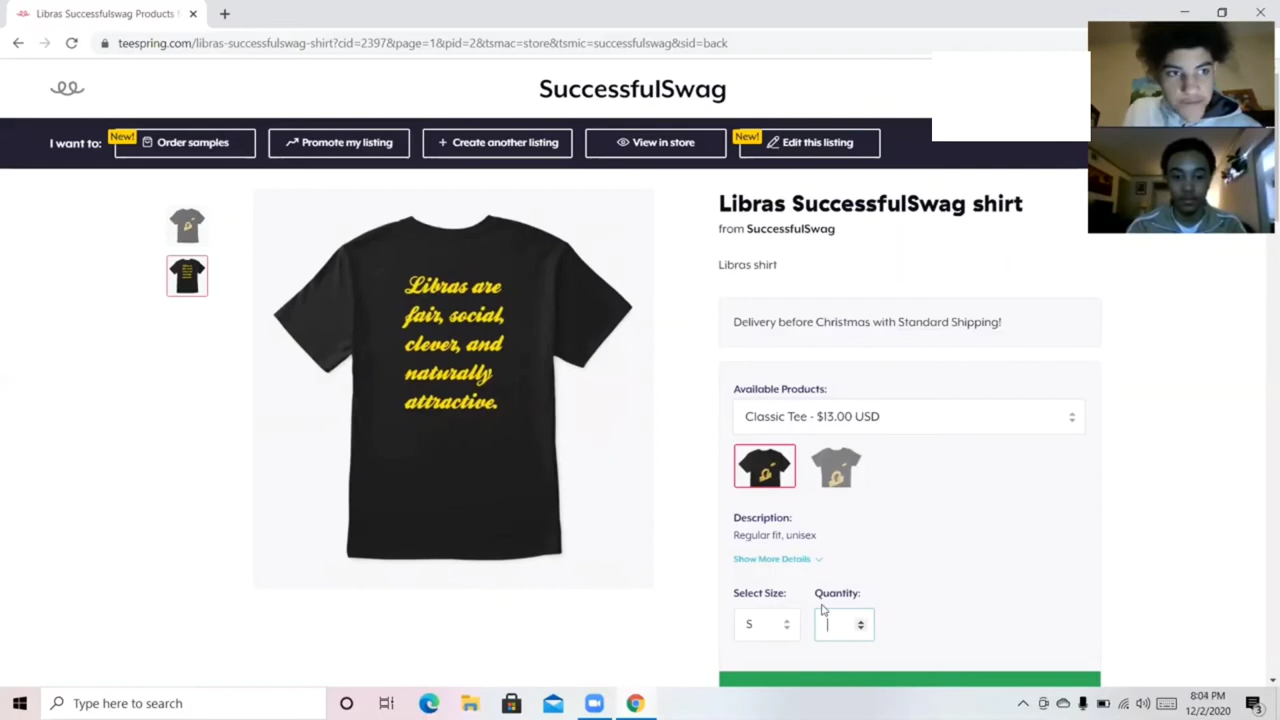 Libras Successfulswag Products
teespring.com/libras-successfulswag-shirt?cid=2397&page=1&pid=2&tsmac=store&tsmic=successfulswag&sid=back
SuccessfulSwag
I want to:
New!
Order samples
Promote my listing
+ Create another listing
View in store
New!
Edit this listing
Libras SuccessfulSwag shirt
from SuccessfulSwag
Libras shirt
Libras are
fair, social,
clever, and
naturally
attractive.
Delivery before Christmas with Standard Shipping!
Available Products:
Classic Tee - $13.00 USD
Description:
Regular fit, unisex
Show More Details
Select Size:
Quantity:
S
Type here to search
8:04 PM
12/2/2020
3